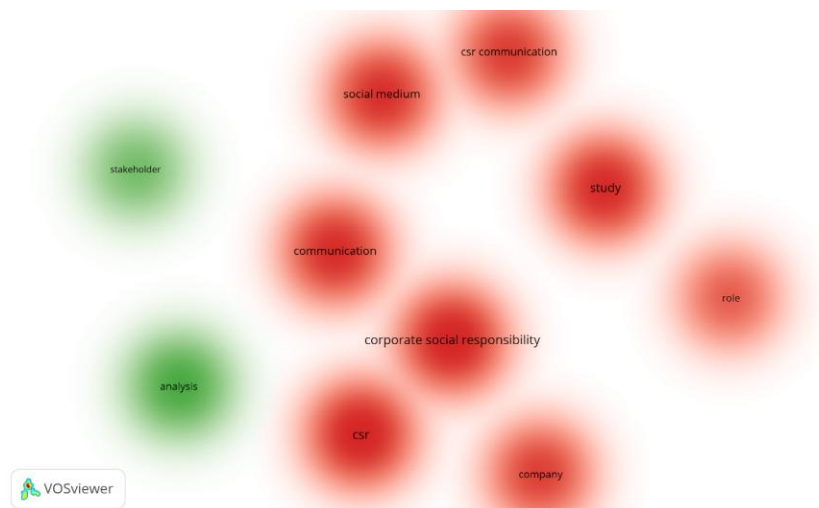 csr communication
social medium
stakeholder
study
communication
role
corporate social responsibility
analysis
csr
company
VOSviewer